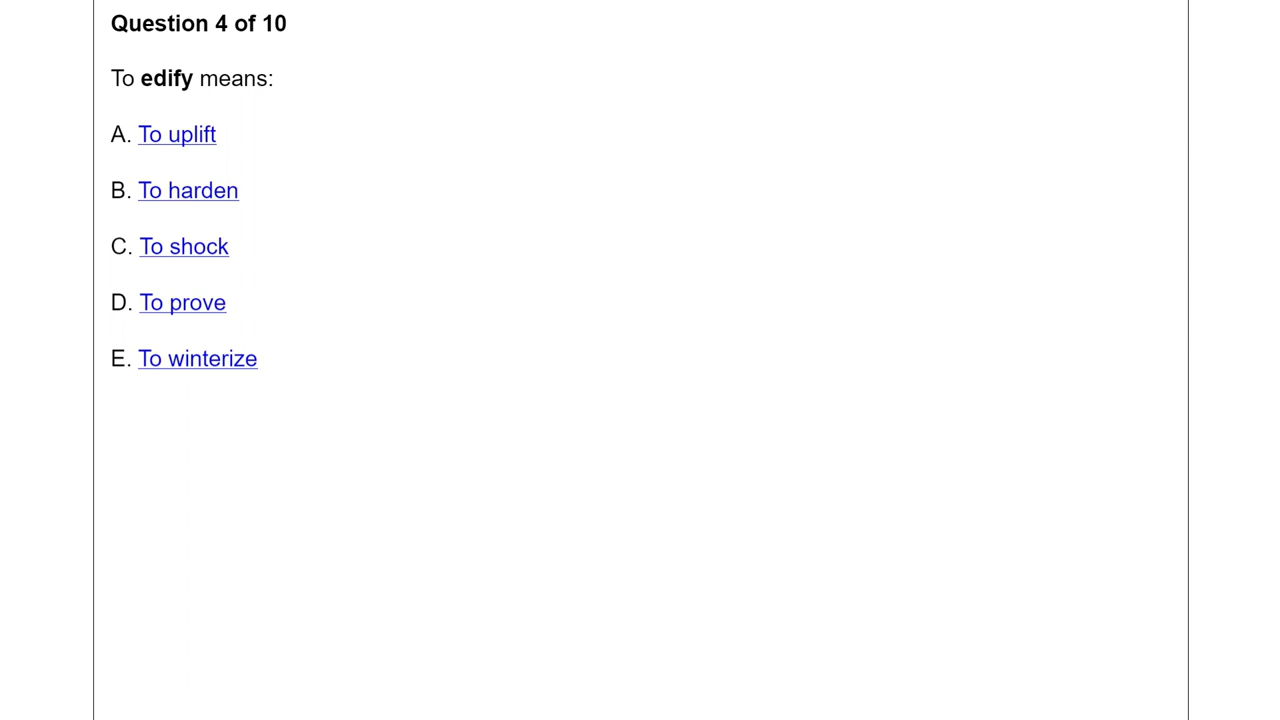 Question 4 of 10
To edify means:
A. To uplift
B. To harden
C. To shock
D. To prove
E. To winterize